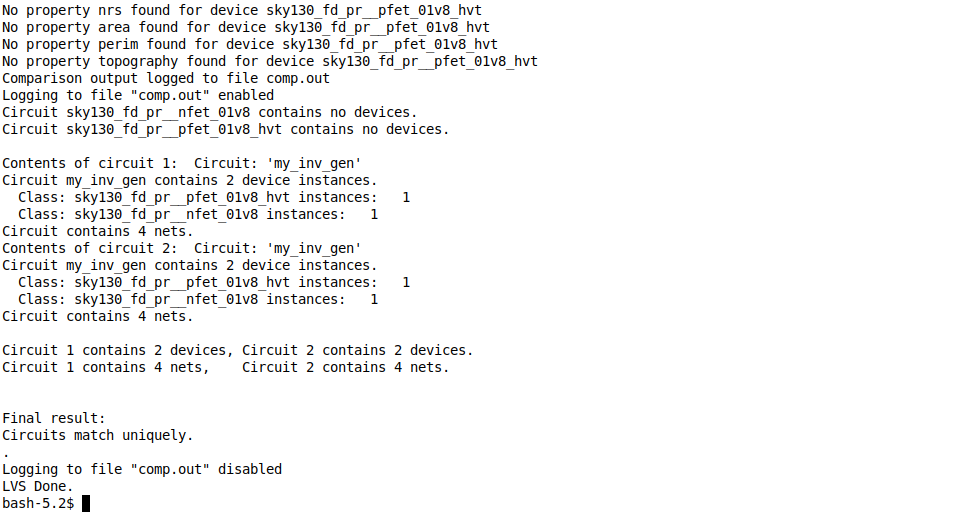 No property nrs found for device sky130_fd_pr__pfet_01v8_hvt
No property area found for device sky130_fd_pr__pfet_01v8_hvt
No property perim found for device sky130_fd_pr__pfet_01v8_hvt
No property topography found for device sky130_fd_pr__pfet_01v8_hvt
Comparison output logged to file comp.out
Logging to file "comp.out" enabled
Circuit sky130_fd_pr__nfet_01v8 contains no devices.
Circuit sky130_fd_pr__pfet_01v8_hvt contains no devices.

Contents of circuit 1:  Circuit: 'my_inv_gen'
Circuit my_inv_gen contains 2 device instances.
  Class: sky130_fd_pr__pfet_01v8_hvt instances:   1
  Class: sky130_fd_pr__nfet_01v8 instances:   1
Circuit contains 4 nets.
Contents of circuit 2:  Circuit: 'my_inv_gen'
Circuit my_inv_gen contains 2 device instances.
  Class: sky130_fd_pr__pfet_01v8_hvt instances:   1
  Class: sky130_fd_pr__nfet_01v8 instances:   1
Circuit contains 4 nets.

Circuit 1 contains 2 devices, Circuit 2 contains 2 devices.
Circuit 1 contains 4 nets,    Circuit 2 contains 4 nets.


Final result:
Circuits match uniquely.
.
Logging to file "comp.out" disabled
LVS Done.
bash-5.2$